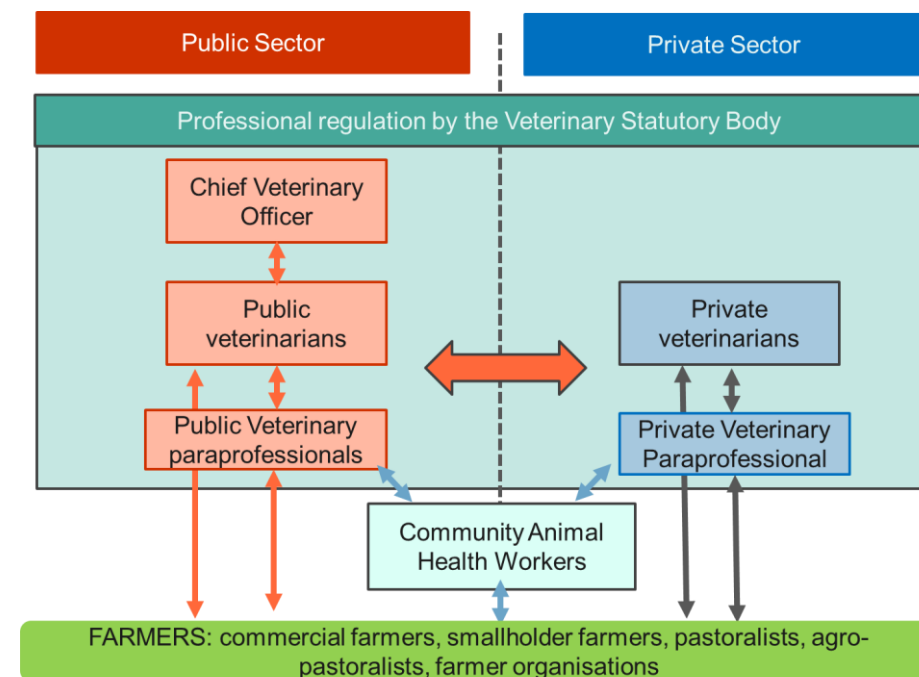 Public Sector
Private Sector
Professional regulation by the Veterinary Statutory Body
Chief Veterinary
Officer
Public
veterinarians
Private
veterinarians
Public Veterinary
paraprofessionals
Private Veterinary
Paraprofessional
Community Animal
Health Workers
FARMERS: commercial farmers, smallholder farmers, pastoralists, agro-
pastoralists, farmer organisations